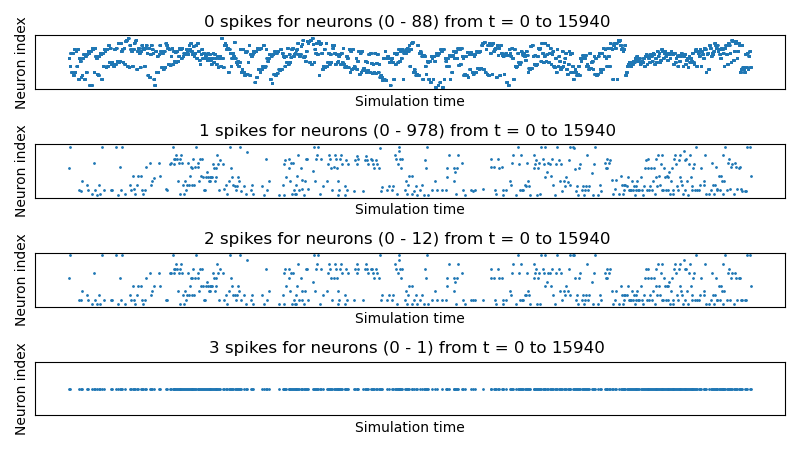 0 spikes for neurons (0 - 88) from t = 0 to 15940
Neuron index
Simulation time
1 spikes for neurons (0 - 978) from t = 0 to 15940
Neuron index
Simulation time
2 spikes for neurons (0 - 12) from t = 0 to 15940
Neuron index
Simulation time
3 spikes for neurons (0 - 1) from t = 0 to 15940
Neuron index
Simulation time